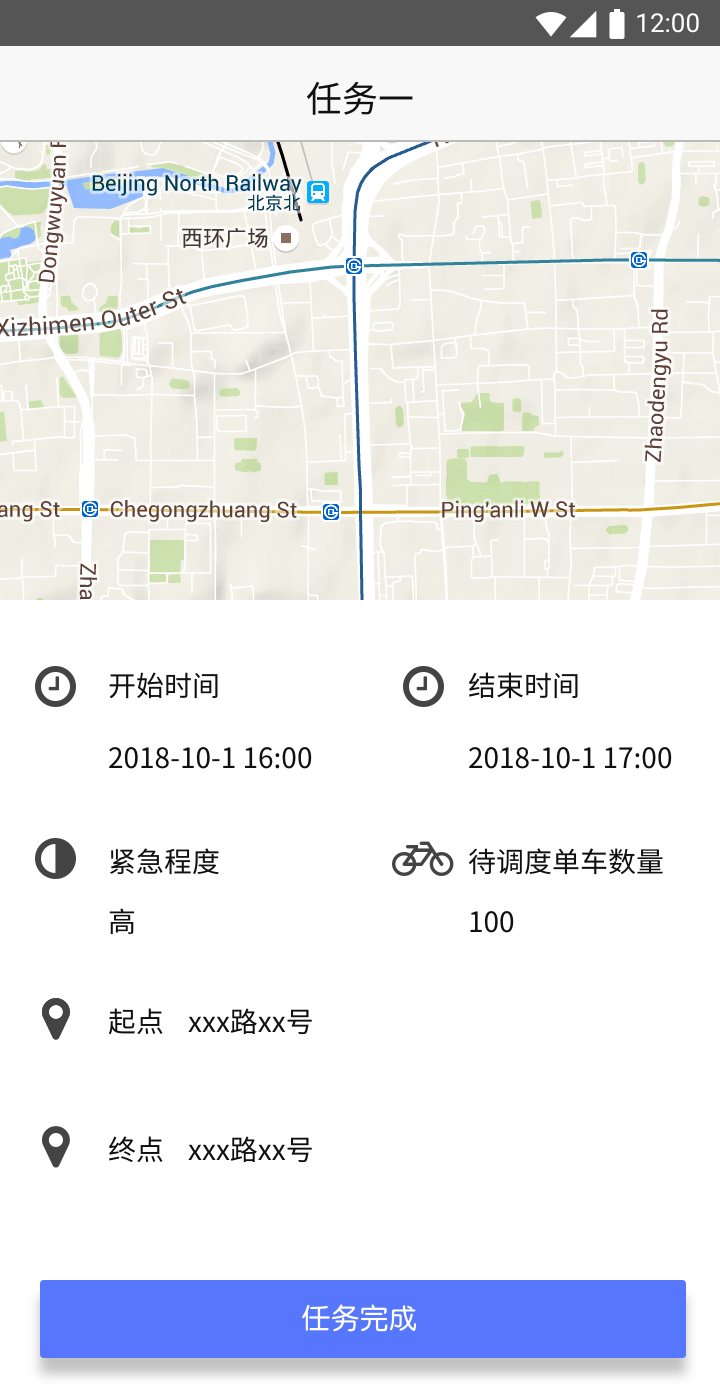 12:00
任务一
Dongwuyuan
Beijing North Railway
北京北
西环广场
Xizhimen Outer St
Zhaodengyu Rd
ang St
Chegongzhuang St
Ping'anli W St
Zha
开始时间
结束时间
2018-10-1 16:00
2018-10-1 17:00
紧急程度
待调度单车数量
高
100
起点 xxx路xx号
终点 xxx路xx号
任务完成